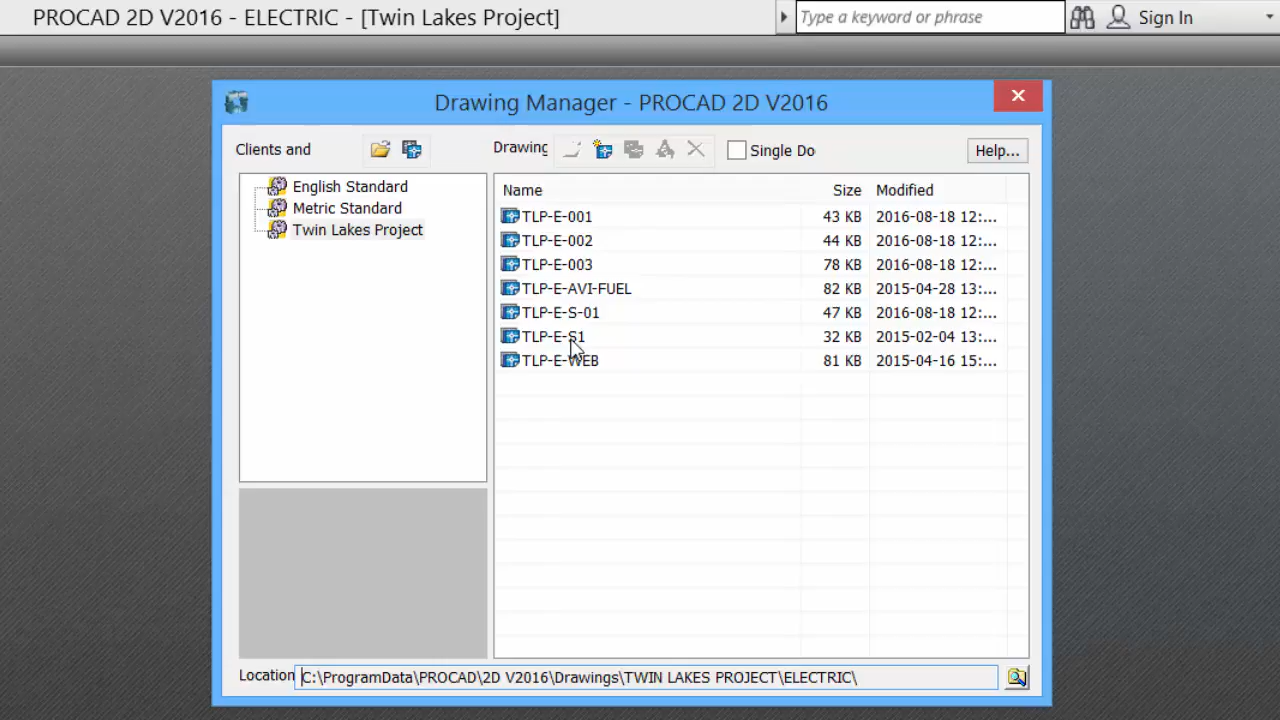 PROCAD 2D V2016 - ELECTRIC - [Twin Lakes Project]
Type a keyword or phrase
Sign In
Drawing Manager - PROCAD 2D V2016
Clients and
Drawing
Single Do
Help...
English Standard
Metric Standard
Twin Lakes Project
Name Size Modified
TLP-E-001 43 KB 2016-08-18 12:...
TLP-E-002 44 KB 2016-08-18 12:...
TLP-E-003 78 KB 2016-08-18 12:...
TLP-E-AVI-FUEL 82 KB 2015-04-28 13:...
TLP-E-S-01 47 KB 2016-08-18 12:...
TLP-E-S1 32 KB 2015-02-04 13:...
TLP-E-WEB 81 KB 2015-04-16 15:...
Location C:\ProgramData\PROCAD\2D V2016\Drawings\TWIN LAKES PROJECT\ELECTRIC\